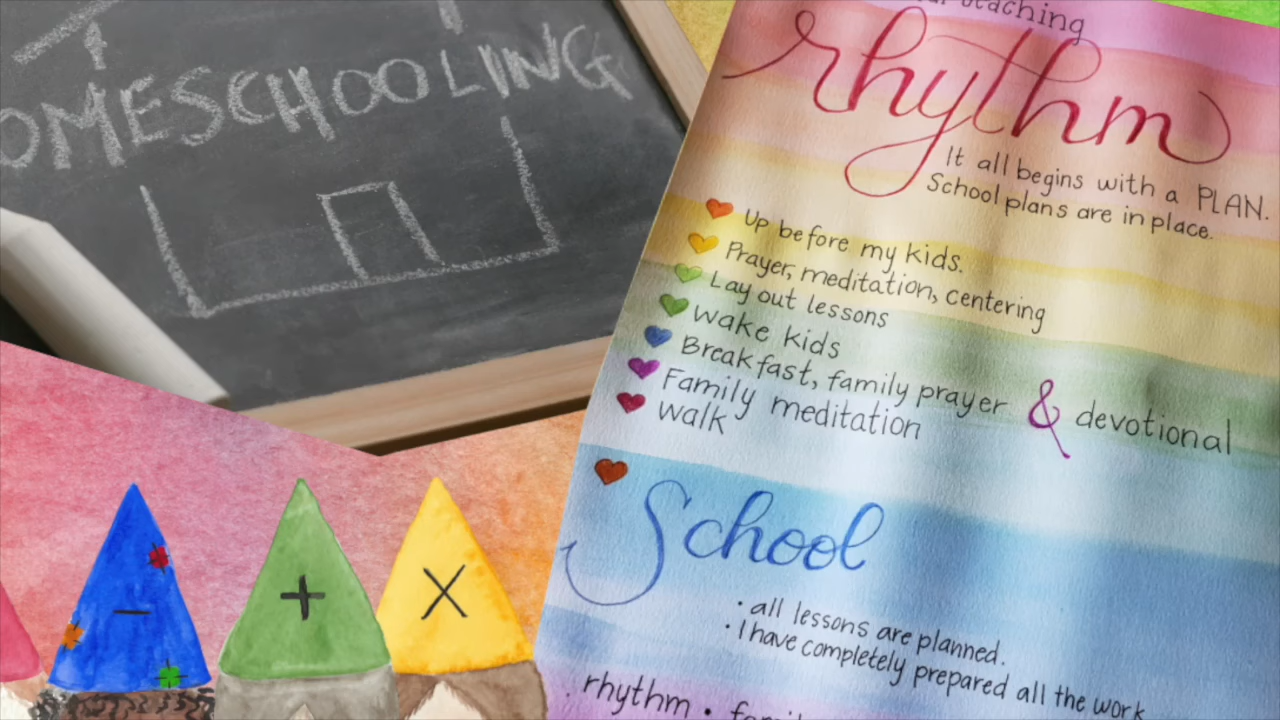 OMESCHOOLING
teaching
rhythm
It all begins with a PLAN.
School plans are in place.
Up before my kids.
Prayer, meditation, centering
Lay out lessons
Wake kids
Breakfast, family prayer & devotional
Family meditation
Walk
School
· all lessons are planned.
· I have completely prepared all the work
rhythm •
− + ×